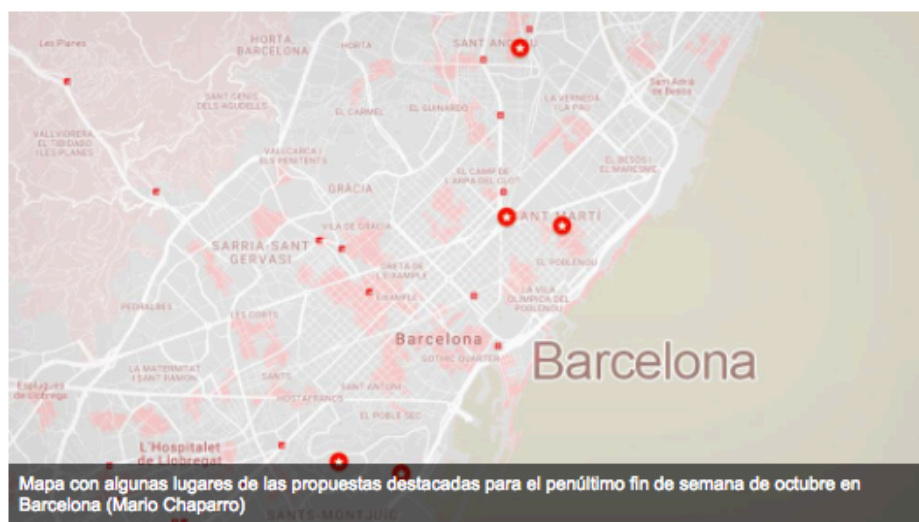 Les Planes
HORTA
BARCELONA
HORTA
SANT ANDREU
SANT GENÍS
DELS AGUDELLS
EL CARMEL
EL GUINARDÓ
LA VERNEDA
I LA PAU
Sant Adrià
de Besòs
VALLVIDRERA,
EL TIBIDABO
I LES PLANES
VALLCARCA I
ELS PENITENTS
EL CAMP DE
L'ARPA DEL CLOT
EL BESÒS I
EL MARESME
GRÀCIA
SANT MARTÍ
VILA DE GRÀCIA
SARRIÀ-SANT
GERVASI
DRETA DE
L'EIXAMPLE
EL POBLENOU
EIXAMPLE
LA VILA
OLÍMPICA DEL
POBLENOU
PEDRALBES
LES CORTS
Barcelona
GOTHIC QUARTER
Barcelona
LA MATERNITAT
I SANT RAMON
SANTS
SANT ANTONI
Esplugues
de Llobregat
HOSTAFRANCS
EL POBLE SEC
L'Hospitalet
de Llobregat
Mapa con algunas lugares de las propuestas destacadas para el penúltimo fin de semana de octubre en
Barcelona (Mario Chaparro)
SANTS-MONTJUÏC